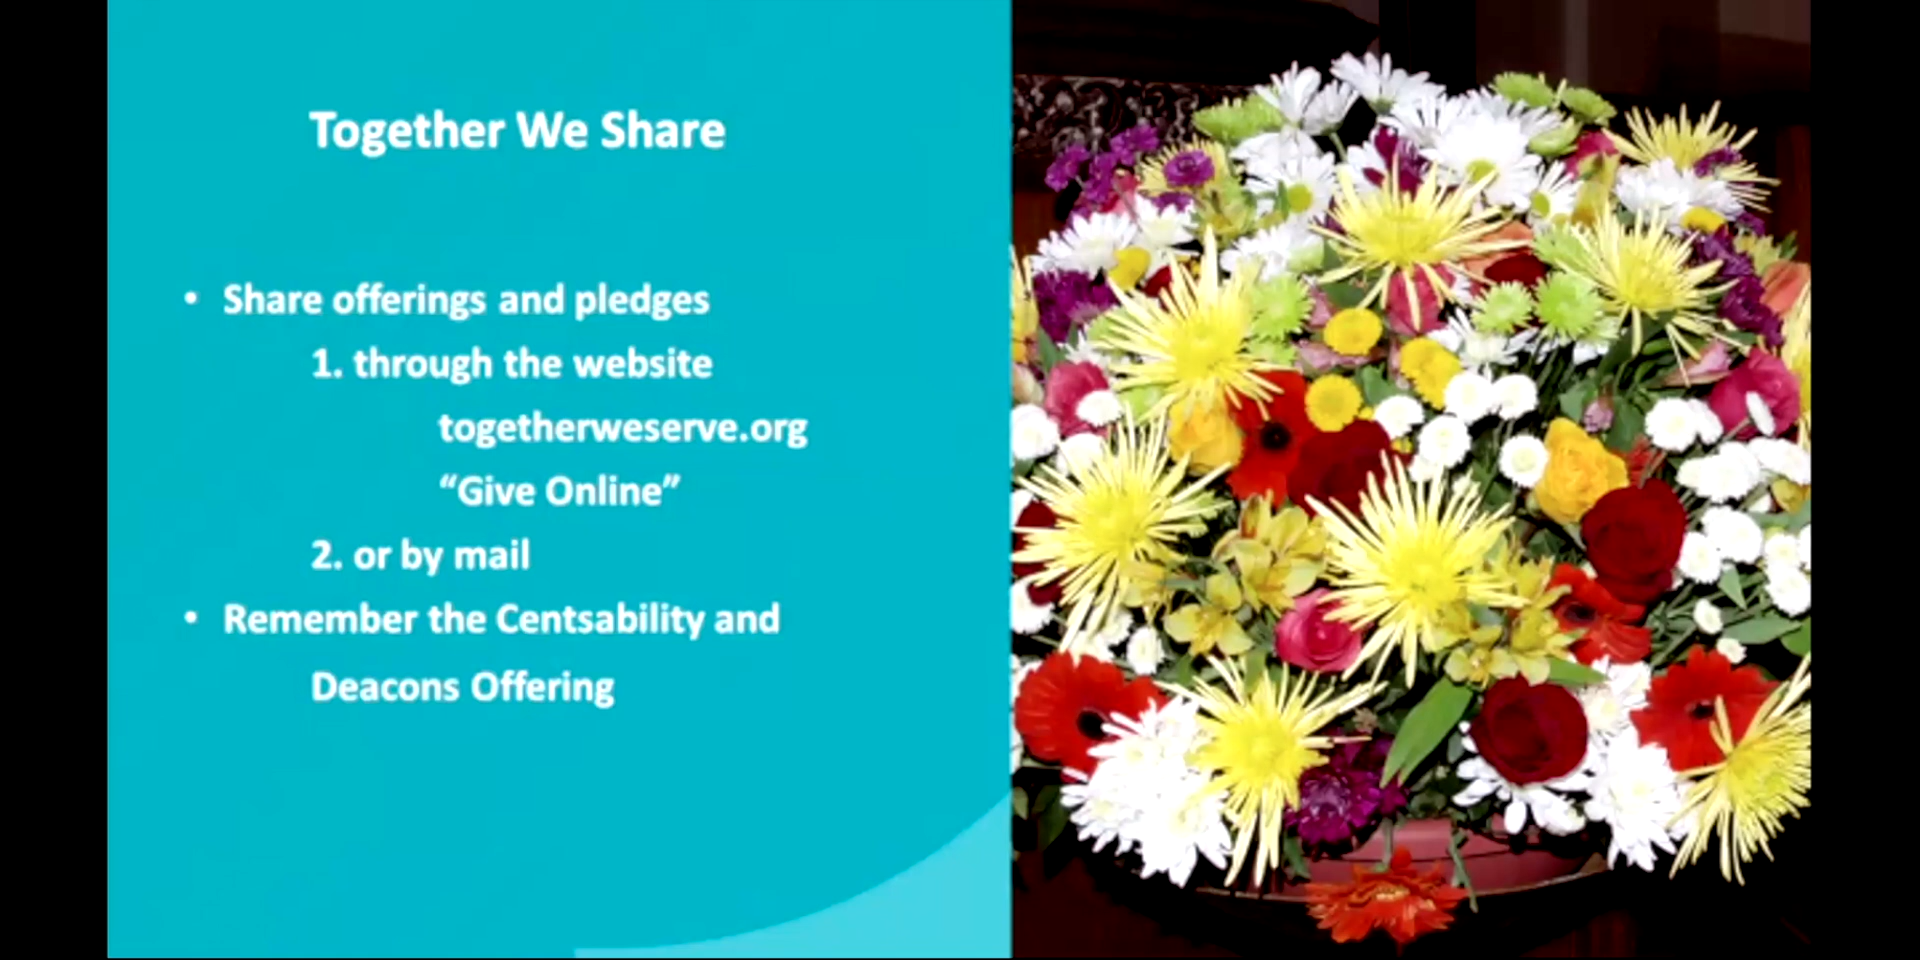 Together We Share
• Share offerings and pledges
1. through the website
togetherweserve.org
“Give Online”
2. or by mail
• Remember the Centsability and
Deacons Offering